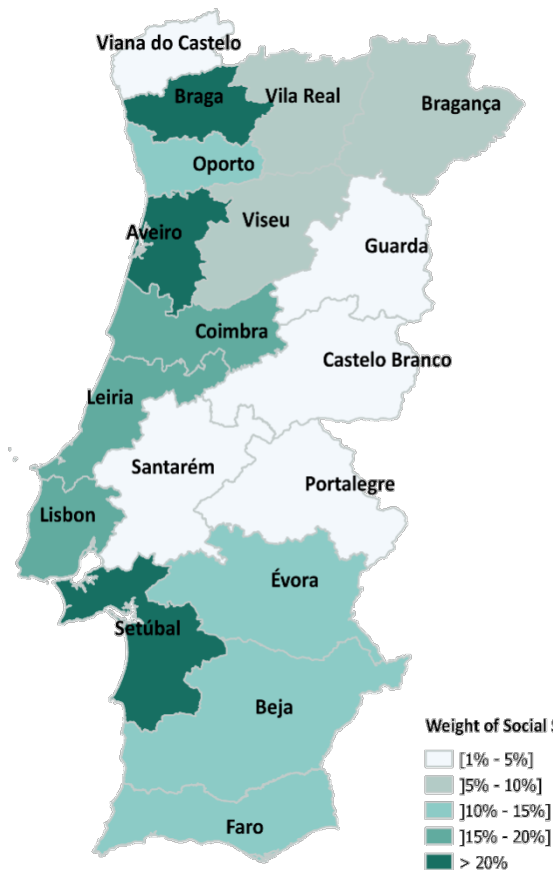 Viana do Castelo
Braga
Vila Real
Bragança
Oporto
Aveiro
Viseu
Guarda
Coimbra
Castelo Branco
Leiria
Santarém
Portalegre
Lisbon
Évora
Setúbal
Beja
Faro
Weight of Social
[1% - 5%]
]5% - 10%]
]10% - 15%]
]15% - 20%]
> 20%